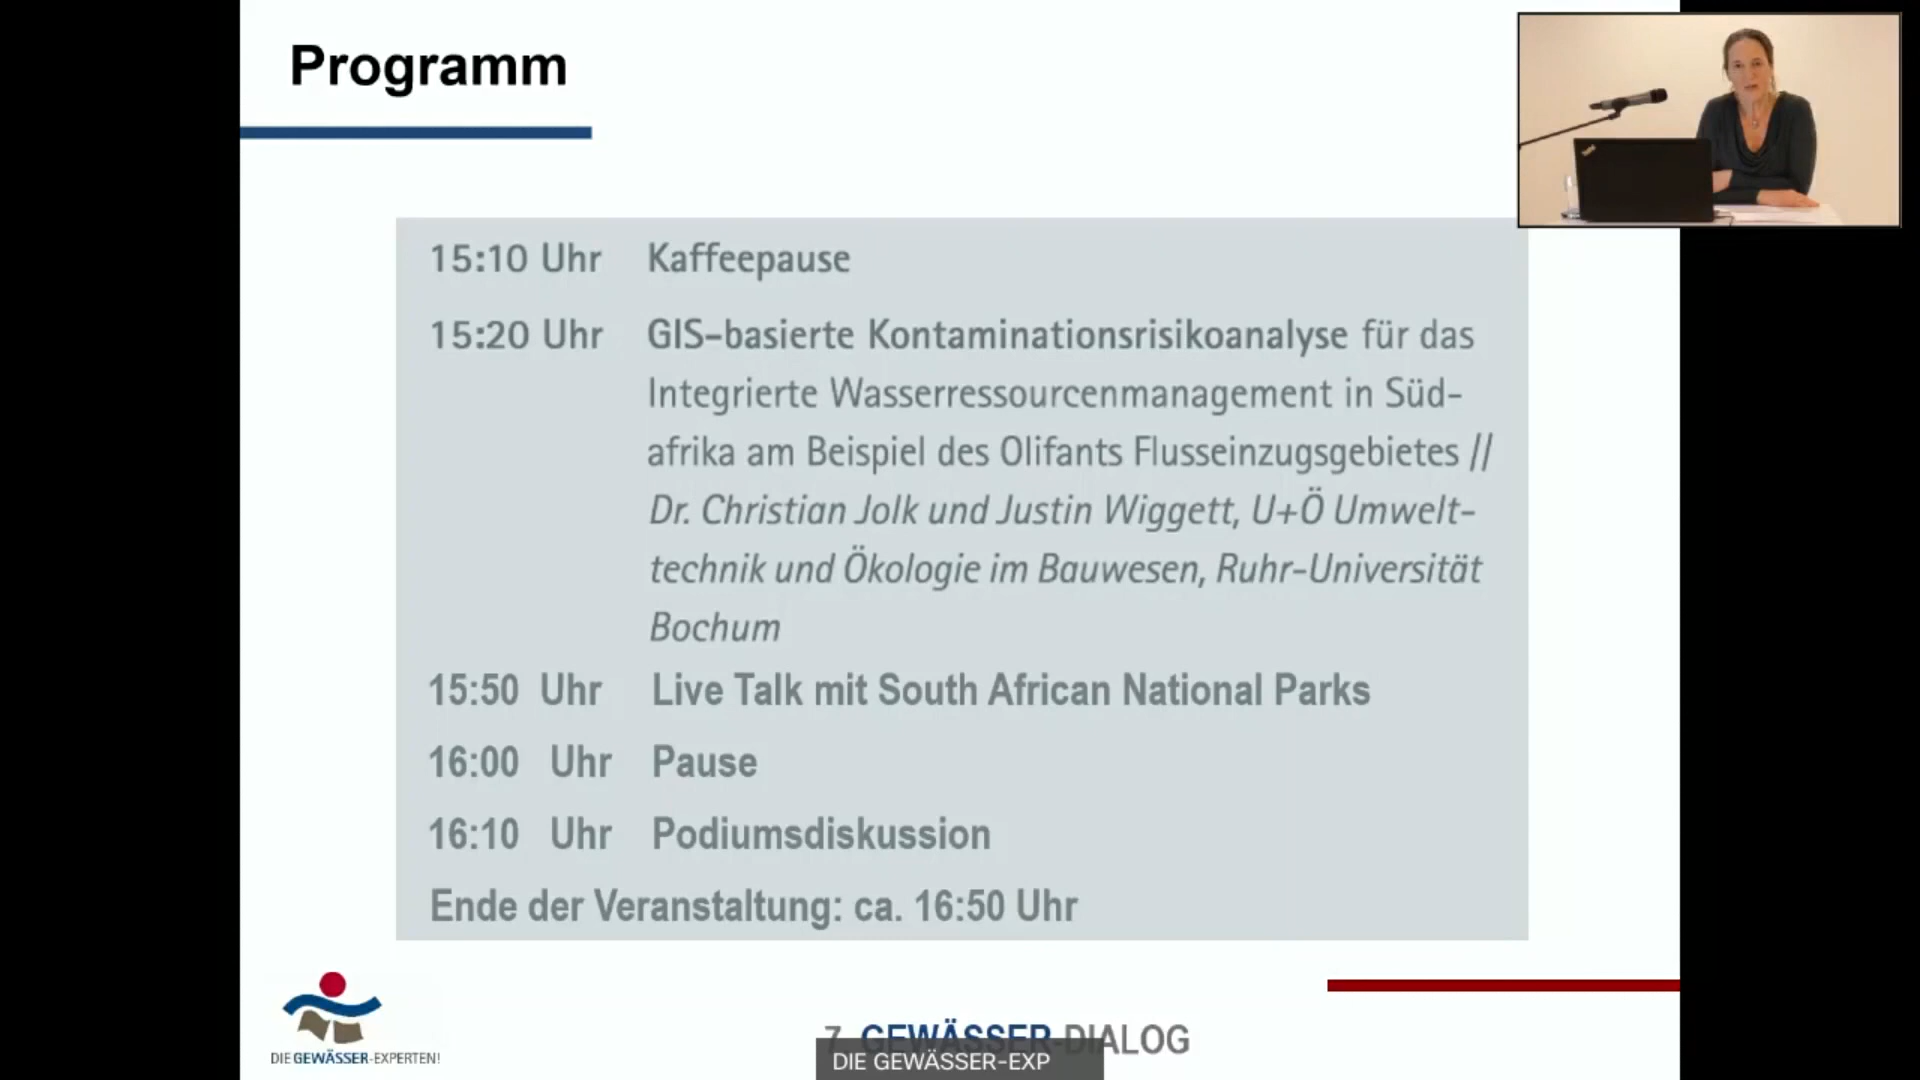 Programm
15:10 Uhr Kaffeepause
15:20 Uhr GIS-basierte Kontaminationsrisikoanalyse für das
Integrierte Wasserressourcenmanagement in Süd-
afrika am Beispiel des Olifants Flusseinzugsgebietes //
Dr. Christian Jolk und Justin Wiggett, U+Ö Umwelt-
technik und Ökologie im Bauwesen, Ruhr-Universität
Bochum
15:50 Uhr Live Talk mit South African National Parks
16:00 Uhr Pause
16:10 Uhr Podiumsdiskussion
Ende der Veranstaltung: ca. 16:50 Uhr
DIE GEWÄSSER-EXPERTEN!
7. GEWÄSSER-DIALOG
DIE GEWÄSSER-EXP